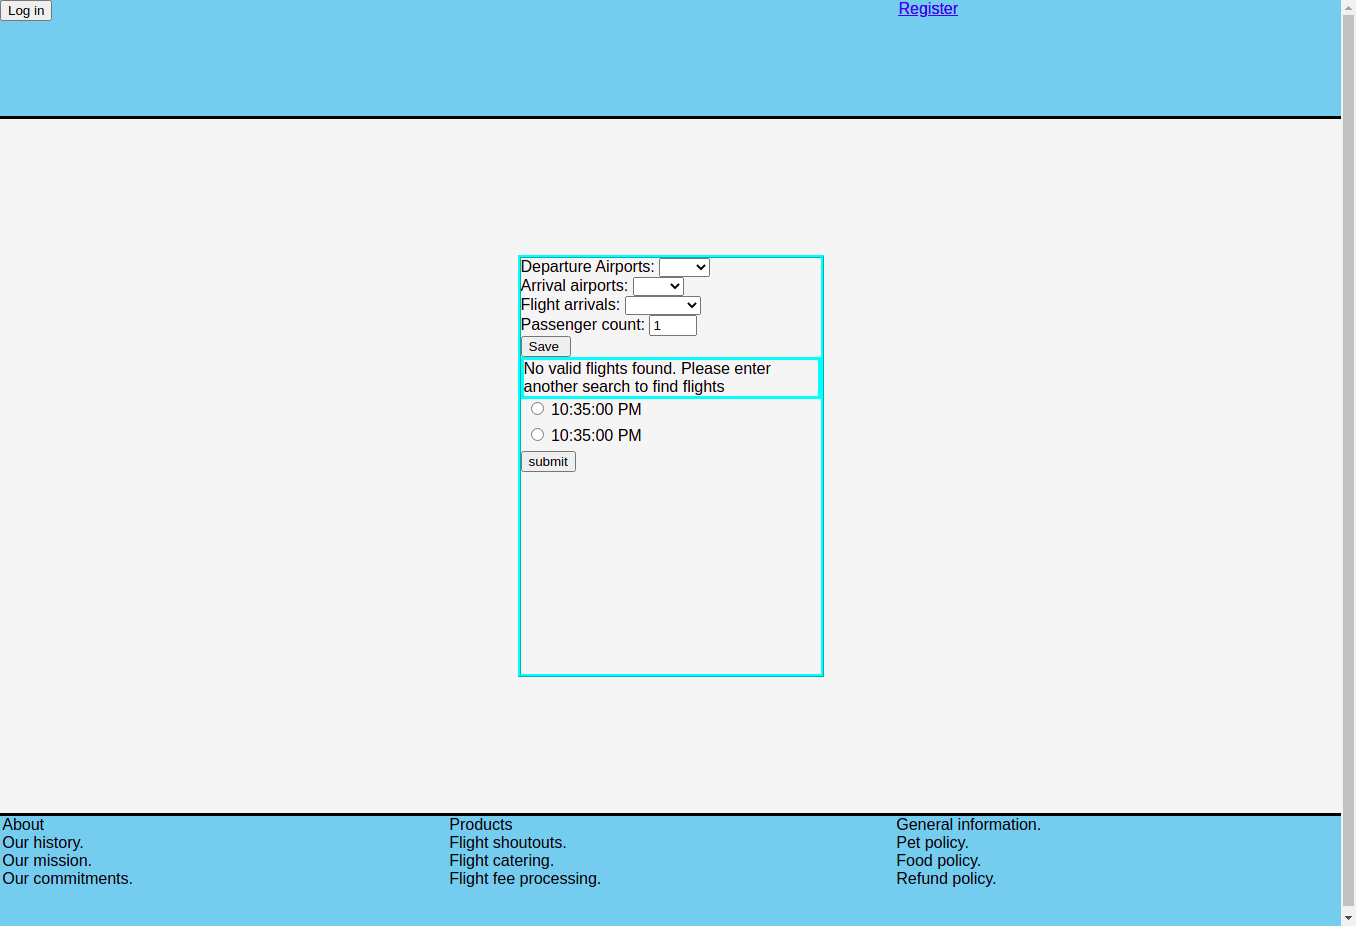 Log in
Register
Departure Airports:
Arrival airports:
Flight arrivals:
Passenger count: 1
Save
No valid flights found. Please enter
another search to find flights
10:35:00 PM
10:35:00 PM
submit
About
Our history.
Our mission.
Our commitments.
Products
Flight shoutouts.
Flight catering.
Flight fee processing.
General information.
Pet policy.
Food policy.
Refund policy.